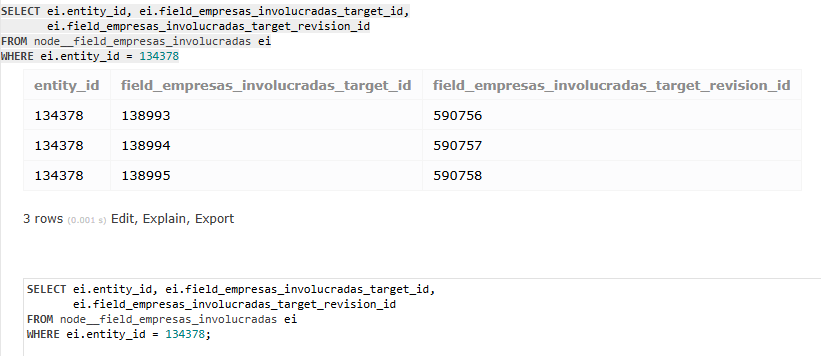 SELECT ei.entity_id, ei.field_empresas_involucradas_target_id,
ei.field_empresas_involucradas_target_revision_id
FROM node__field_empresas_involucradas ei
WHERE ei.entity_id = 134378
entity_id field_empresas_involucradas_target_id field_empresas_involucradas_target_revision_id
134378 138993 590756
134378 138994 590757
134378 138995 590758
3 rows (0.001 s) Edit, Explain, Export
SELECT ei.entity_id, ei.field_empresas_involucradas_target_id,
ei.field_empresas_involucradas_target_revision_id
FROM node__field_empresas_involucradas ei
WHERE ei.entity_id = 134378;